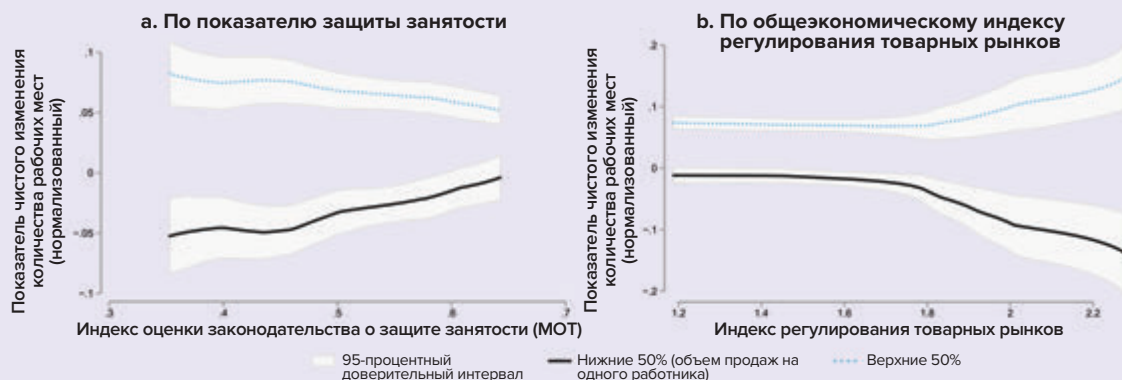 a. По показателю защиты занятости
Показатель чистого изменения
количества рабочих мест
(нормализованный)
.1
.05
0
-.05
-.1
.3
.4
.5
.6
.7
Индекс оценки законодательства о защите занятости (МОТ)
b. По общеэкономическому индексу
регулирования товарных рынков
Показатель чистого изменения
количества рабочих мест
(нормализованный)
.2
.1
0
-.1
-.2
1.2
1.4
1.6
1.8
2
2.2
Индекс регулирования товарных рынков
95-процентный
доверительный интервал
Нижние 50% (объем продаж на
одного работника)
Верхние 50%